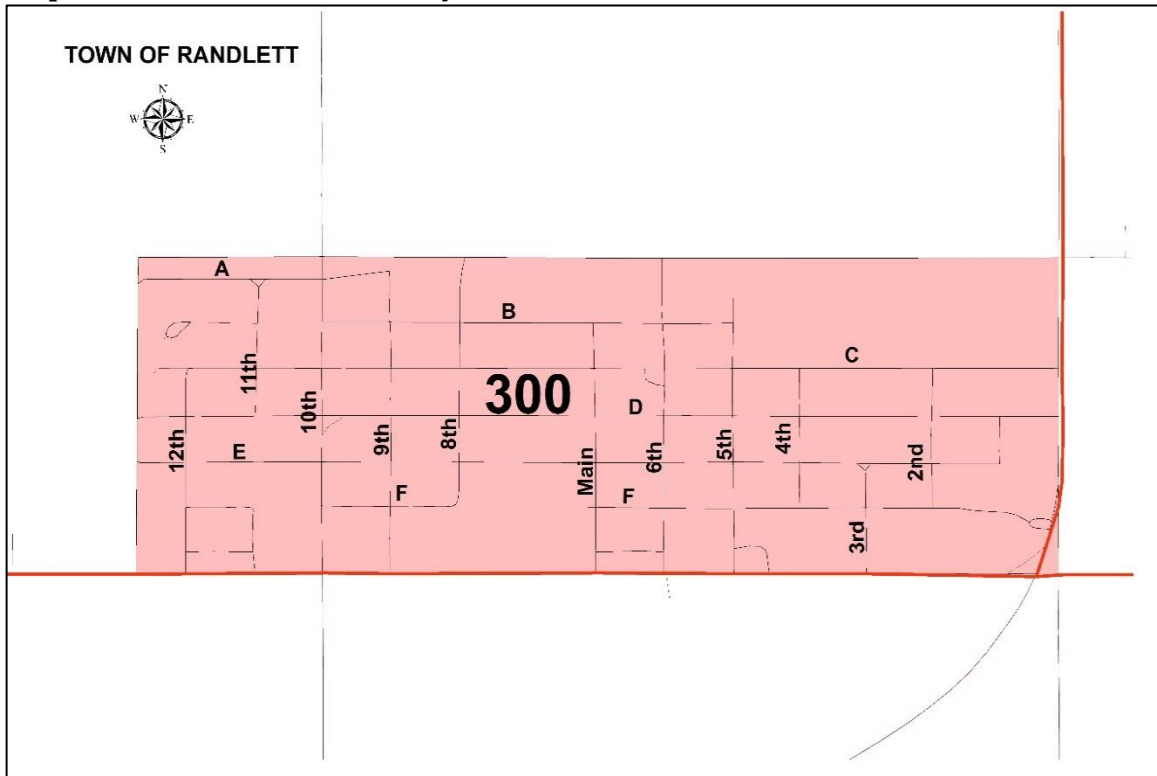 TOWN OF RANDLETT
N
W E
S
A
B
C
11th
300
10th
D
12th
E
9th
8th
Main
6th
5th
4th
2nd
F
F
3rd